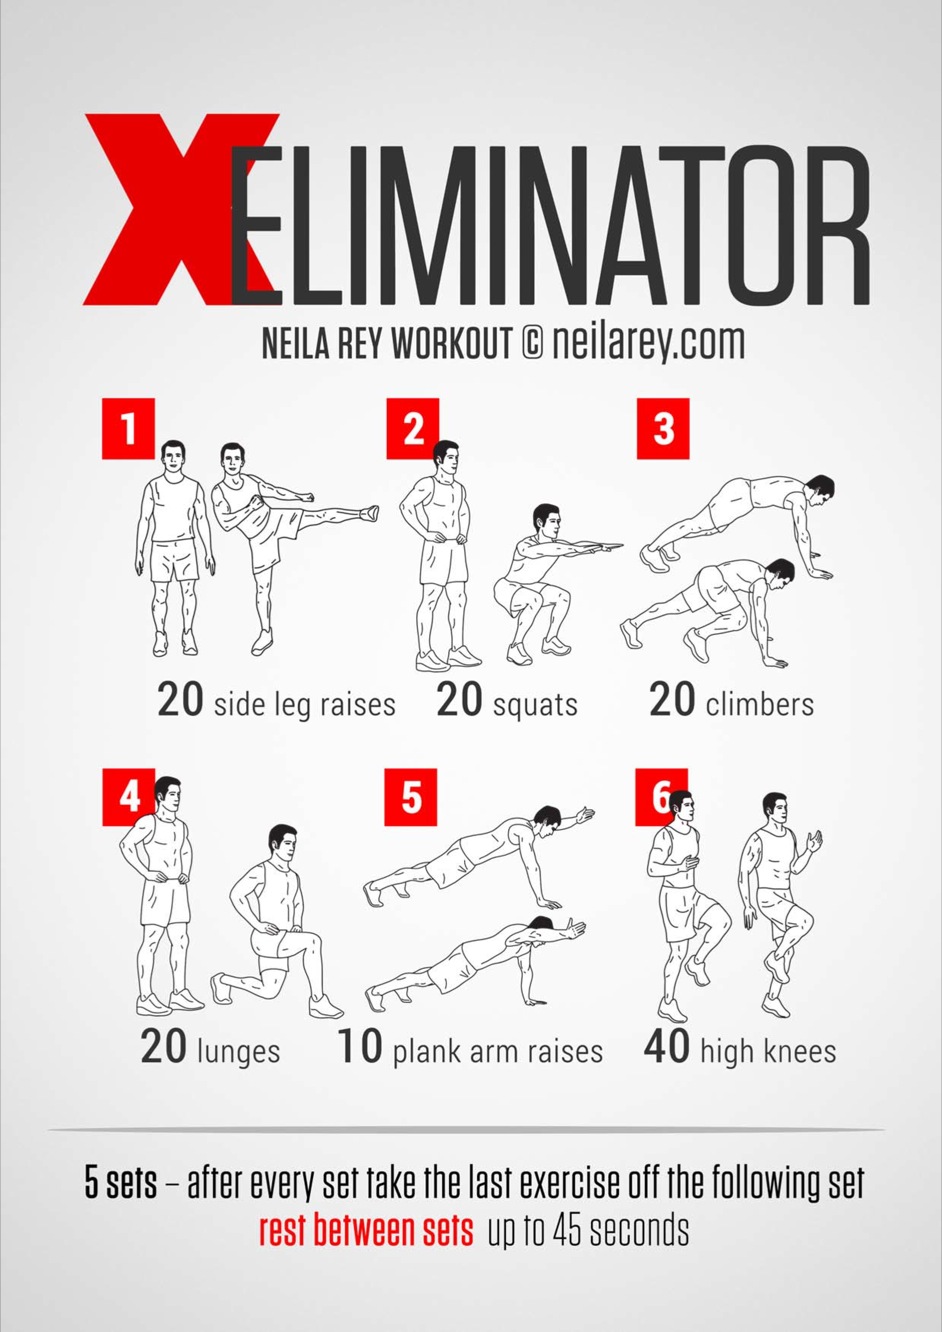 XELIMINATOR
NEILA REY WORKOUT © neilarey.com
1
2
3
20 side leg raises
20 squats
20 climbers
4
5
6
20 lunges
10 plank arm raises
40 high knees
5 sets – after every set take the last exercise off the following set
rest between sets up to 45 seconds